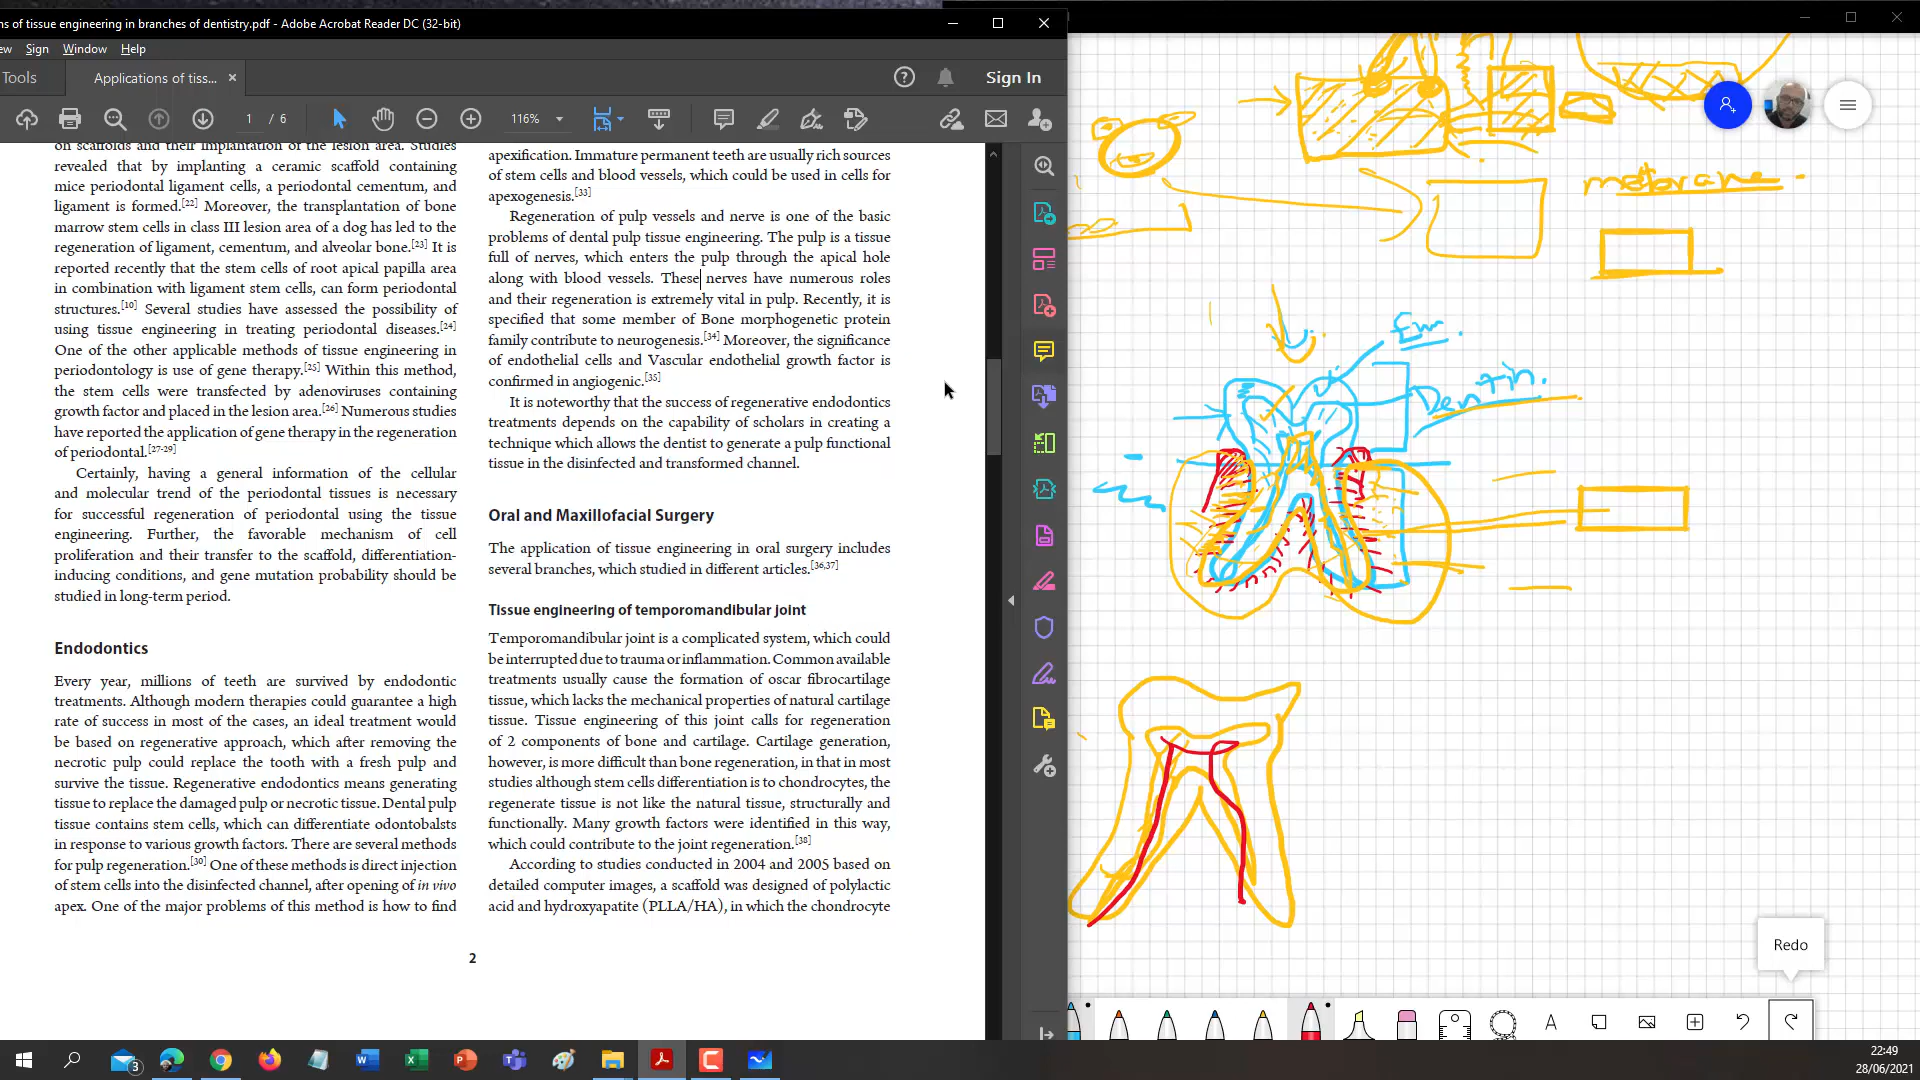 ns of tissue engineering in branches of dentistry.pdf - Adobe Acrobat Reader DC (32-bit)
ew Sign Window Help
Tools
Applications of tiss... ×
Sign In
1 / 6
116%
on scaffolds and their implantation of the lesion area. Studies
revealed that by implanting a ceramic scaffold containing
mice periodontal ligament cells, a periodontal cementum, and
ligament is formed.[22] Moreover, the transplantation of bone
marrow stem cells in class III lesion area of a dog has led to the
regeneration of ligament, cementum, and alveolar bone.[23] It is
reported recently that the stem cells of root apical papilla area
in combination with ligament stem cells, can form periodontal
structures.[10] Several studies have assessed the possibility of
using tissue engineering in treating periodontal diseases.[24]
One of the other applicable methods of tissue engineering in
periodontology is use of gene therapy.[25] Within this method,
the stem cells were transfected by adenoviruses containing
growth factor and placed in the lesion area.[26] Numerous studies
have reported the application of gene therapy in the regeneration
of periodontal.[27-29]
Certainly, having a general information of the cellular
and molecular trend of the periodontal tissues is necessary
for successful regeneration of periodontal using the tissue
engineering. Further, the favorable mechanism of cell
proliferation and their transfer to the scaffold, differentiation-
inducing conditions, and gene mutation probability should be
studied in long-term period.
Endodontics
Every year, millions of teeth are survived by endodontic
treatments. Although modern therapies could guarantee a high
rate of success in most of the cases, an ideal treatment would
be based on regenerative approach, which after removing the
necrotic pulp could replace the tooth with a fresh pulp and
survive the tissue. Regenerative endodontics means generating
tissue to replace the damaged pulp or necrotic tissue. Dental pulp
tissue contains stem cells, which can differentiate odontobalsts
in response to various growth factors. There are several methods
for pulp regeneration.[30] One of these methods is direct injection
of stem cells into the disinfected channel, after opening of in vivo
apex. One of the major problems of this method is how to find
apexification. Immature permanent teeth are usually rich sources
of stem cells and blood vessels, which could be used in cells for
apexogenesis.[33]
Regeneration of pulp vessels and nerve is one of the basic
problems of dental pulp tissue engineering. The pulp is a tissue
full of nerves, which enters the pulp through the apical hole
along with blood vessels. These nerves have numerous roles
and their regeneration is extremely vital in pulp. Recently, it is
specified that some member of Bone morphogenetic protein
family contribute to neurogenesis.[34] Moreover, the significance
of endothelial cells and Vascular endothelial growth factor is
confirmed in angiogenic.[35]
It is noteworthy that the success of regenerative endodontics
treatments depends on the capability of scholars in creating a
technique which allows the dentist to generate a pulp functional
tissue in the disinfected and transformed channel.
Oral and Maxillofacial Surgery
The application of tissue engineering in oral surgery includes
several branches, which studied in different articles.[36,37]
Tissue engineering of temporomandibular joint
Temporomandibular joint is a complicated system, which could
be interrupted due to trauma or inflammation. Common available
treatments usually cause the formation of oscar fibrocartilage
tissue, which lacks the mechanical properties of natural cartilage
tissue. Tissue engineering of this joint calls for regeneration
of 2 components of bone and cartilage. Cartilage generation,
however, is more difficult than bone regeneration, in that in most
studies although stem cells differentiation is to chondrocytes, the
regenerate tissue is not like the natural tissue, structurally and
functionally. Many growth factors were identified in this way,
which could contribute to the joint regeneration.[38]
According to studies conducted in 2004 and 2005 based on
detailed computer images, a scaffold was designed of polylactic
acid and hydroxyapatite (PLLA/HA), in which the chondrocyte
2
Dentin.
Redo
3
22:49
28/06/2021